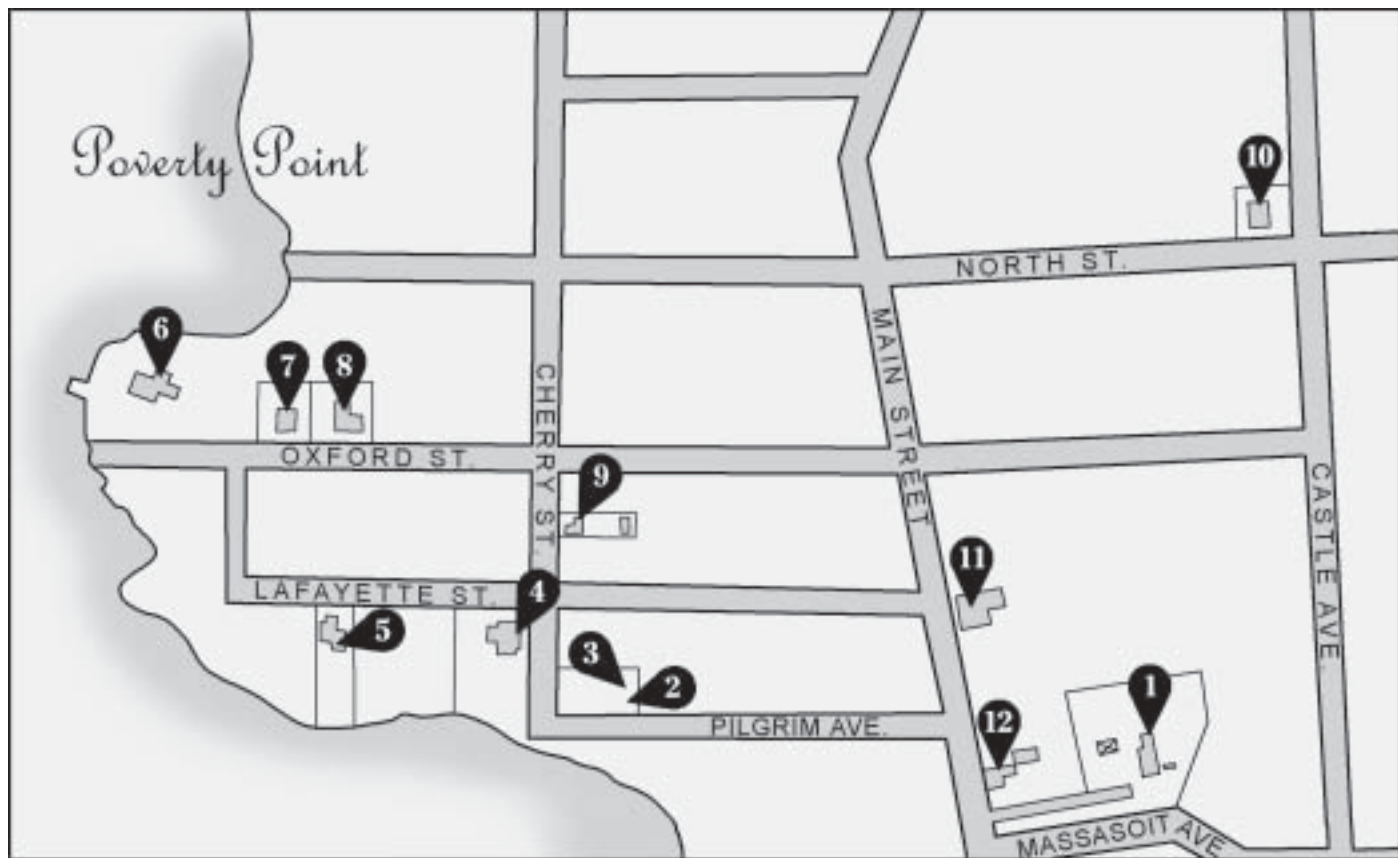 Poverty Point
10
NORTH ST.
6
7
8
CHERRY ST.
MAIN STREET
OXFORD ST.
9
CASTLE AVE.
11
LAFAYETTE ST.
4
5
3
2
1
PILGRIM AVE.
12
MASSASOIT AVE